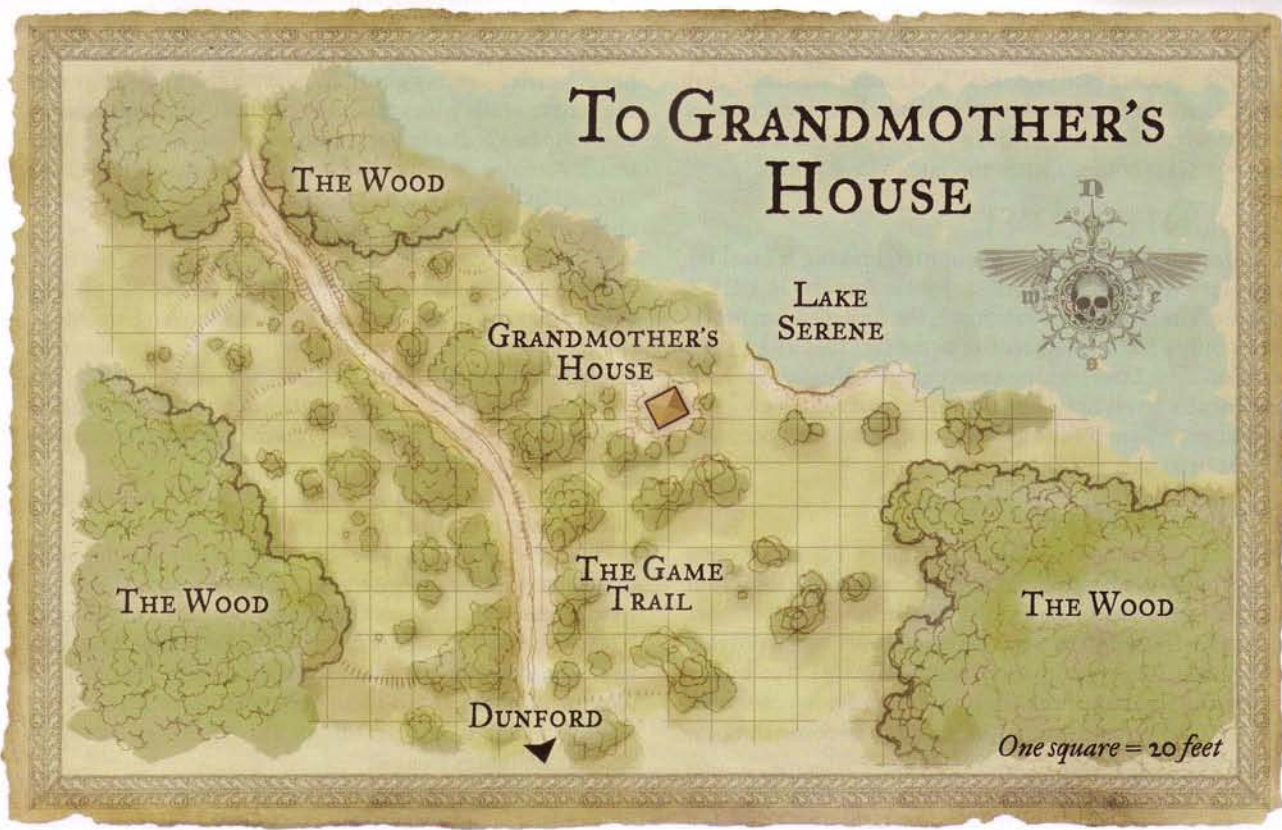 To Grandmother's
House
n
w
e
s
The Wood
Lake
Serene
Grandmother's
House
The Game
Trail
The Wood
The Wood
Dunford
One square = 20 feet